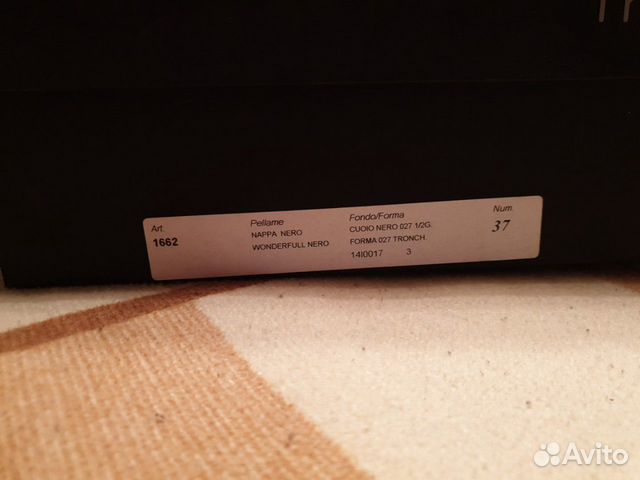 Art.
1662
Pellame
NAPPA NERO
WONDERFULL NERO
Fondo/Forma
CUOIO NERO 027 1/2G.
FORMA 027 TRONCH.
14I0017 3
Num.
37
Avito